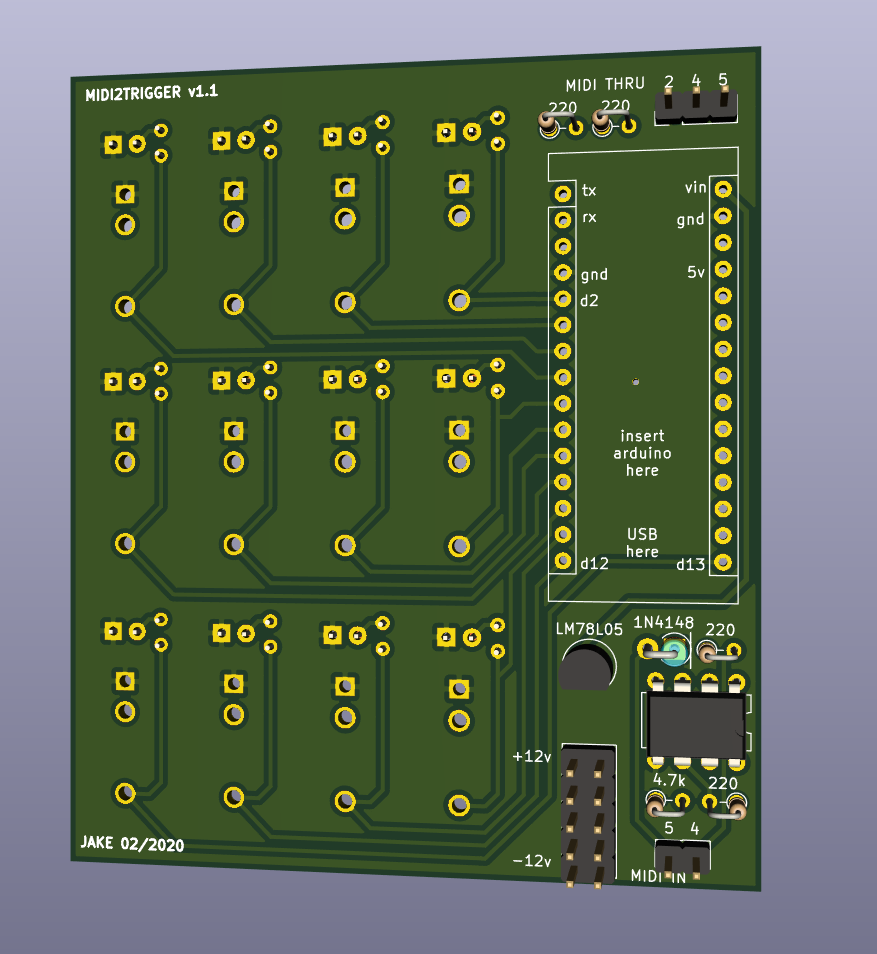 MIDI2TRIGGER v1.1
MIDI THRU
2 4 5
220 220
tx
vin
rx
gnd
gnd
5v
d2
insert
arduino
here
USB
here
d12
d13
LM78L05
1N4148
220
+12v
4.7k
220
5 4
-12v
MIDI IN
JAKE 02/2020